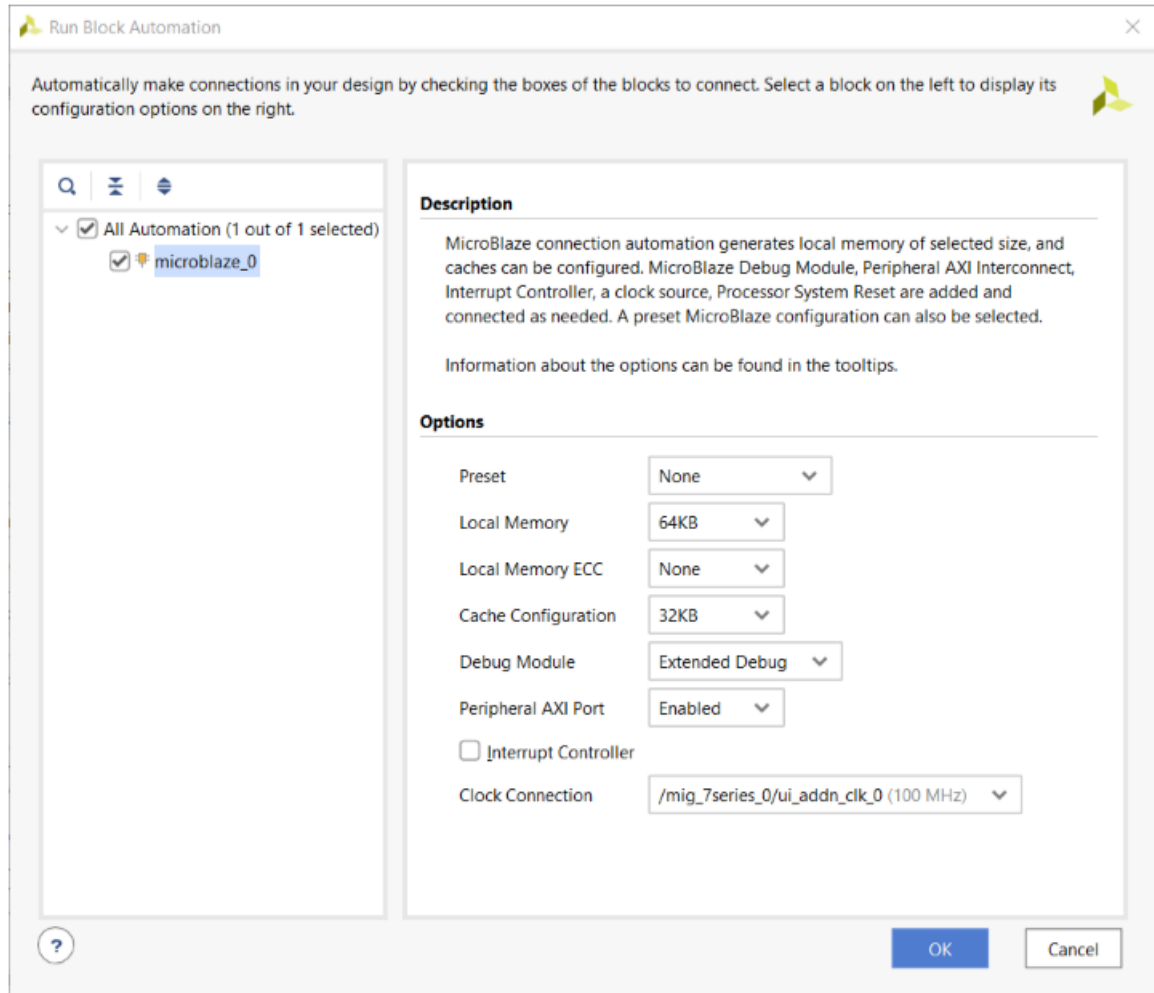 Run Block Automation
Automatically make connections in your design by checking the boxes of the blocks to connect. Select a block on the left to display its
configuration options on the right.
All Automation (1 out of 1 selected)
microblaze_0
Description
MicroBlaze connection automation generates local memory of selected size, and
caches can be configured. MicroBlaze Debug Module, Peripheral AXI Interconnect,
Interrupt Controller, a clock source, Processor System Reset are added and
connected as needed. A preset MicroBlaze configuration can also be selected.
Information about the options can be found in the tooltips.
Options
Preset None
Local Memory 64KB
Local Memory ECC None
Cache Configuration 32KB
Debug Module Extended Debug
Peripheral AXI Port Enabled
Interrupt Controller
Clock Connection /mig_7series_0/ui_addn_clk_0 (100 MHz)
? OK Cancel